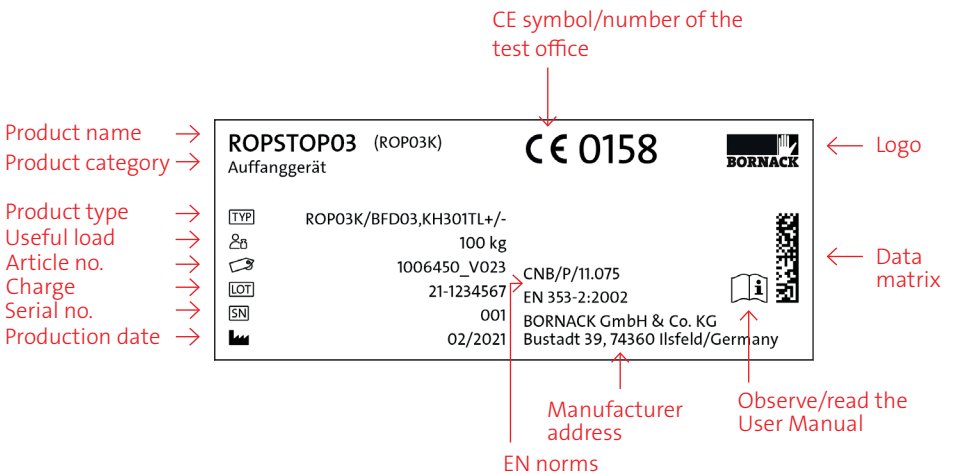 CE symbol/number of the
test office
Product name
Product category
ROPSTOP03 (ROP03K)
Auffanggerät
CE 0158
BORNACK
Logo
Product type
Useful load
Article no.
Charge
Serial no.
Production date
TYP
ROP03K/BFD03,KH301TL+/-
100 kg
1006450_V023
LOT
21-1234567
SN
001
02/2021
CNB/P/11.075
EN 353-2:2002
BORNACK GmbH & Co. KG
Bustadt 39, 74360 Ilsfeld/Germany
i
Data
matrix
Manufacturer
address
Observe/read the
User Manual
EN norms